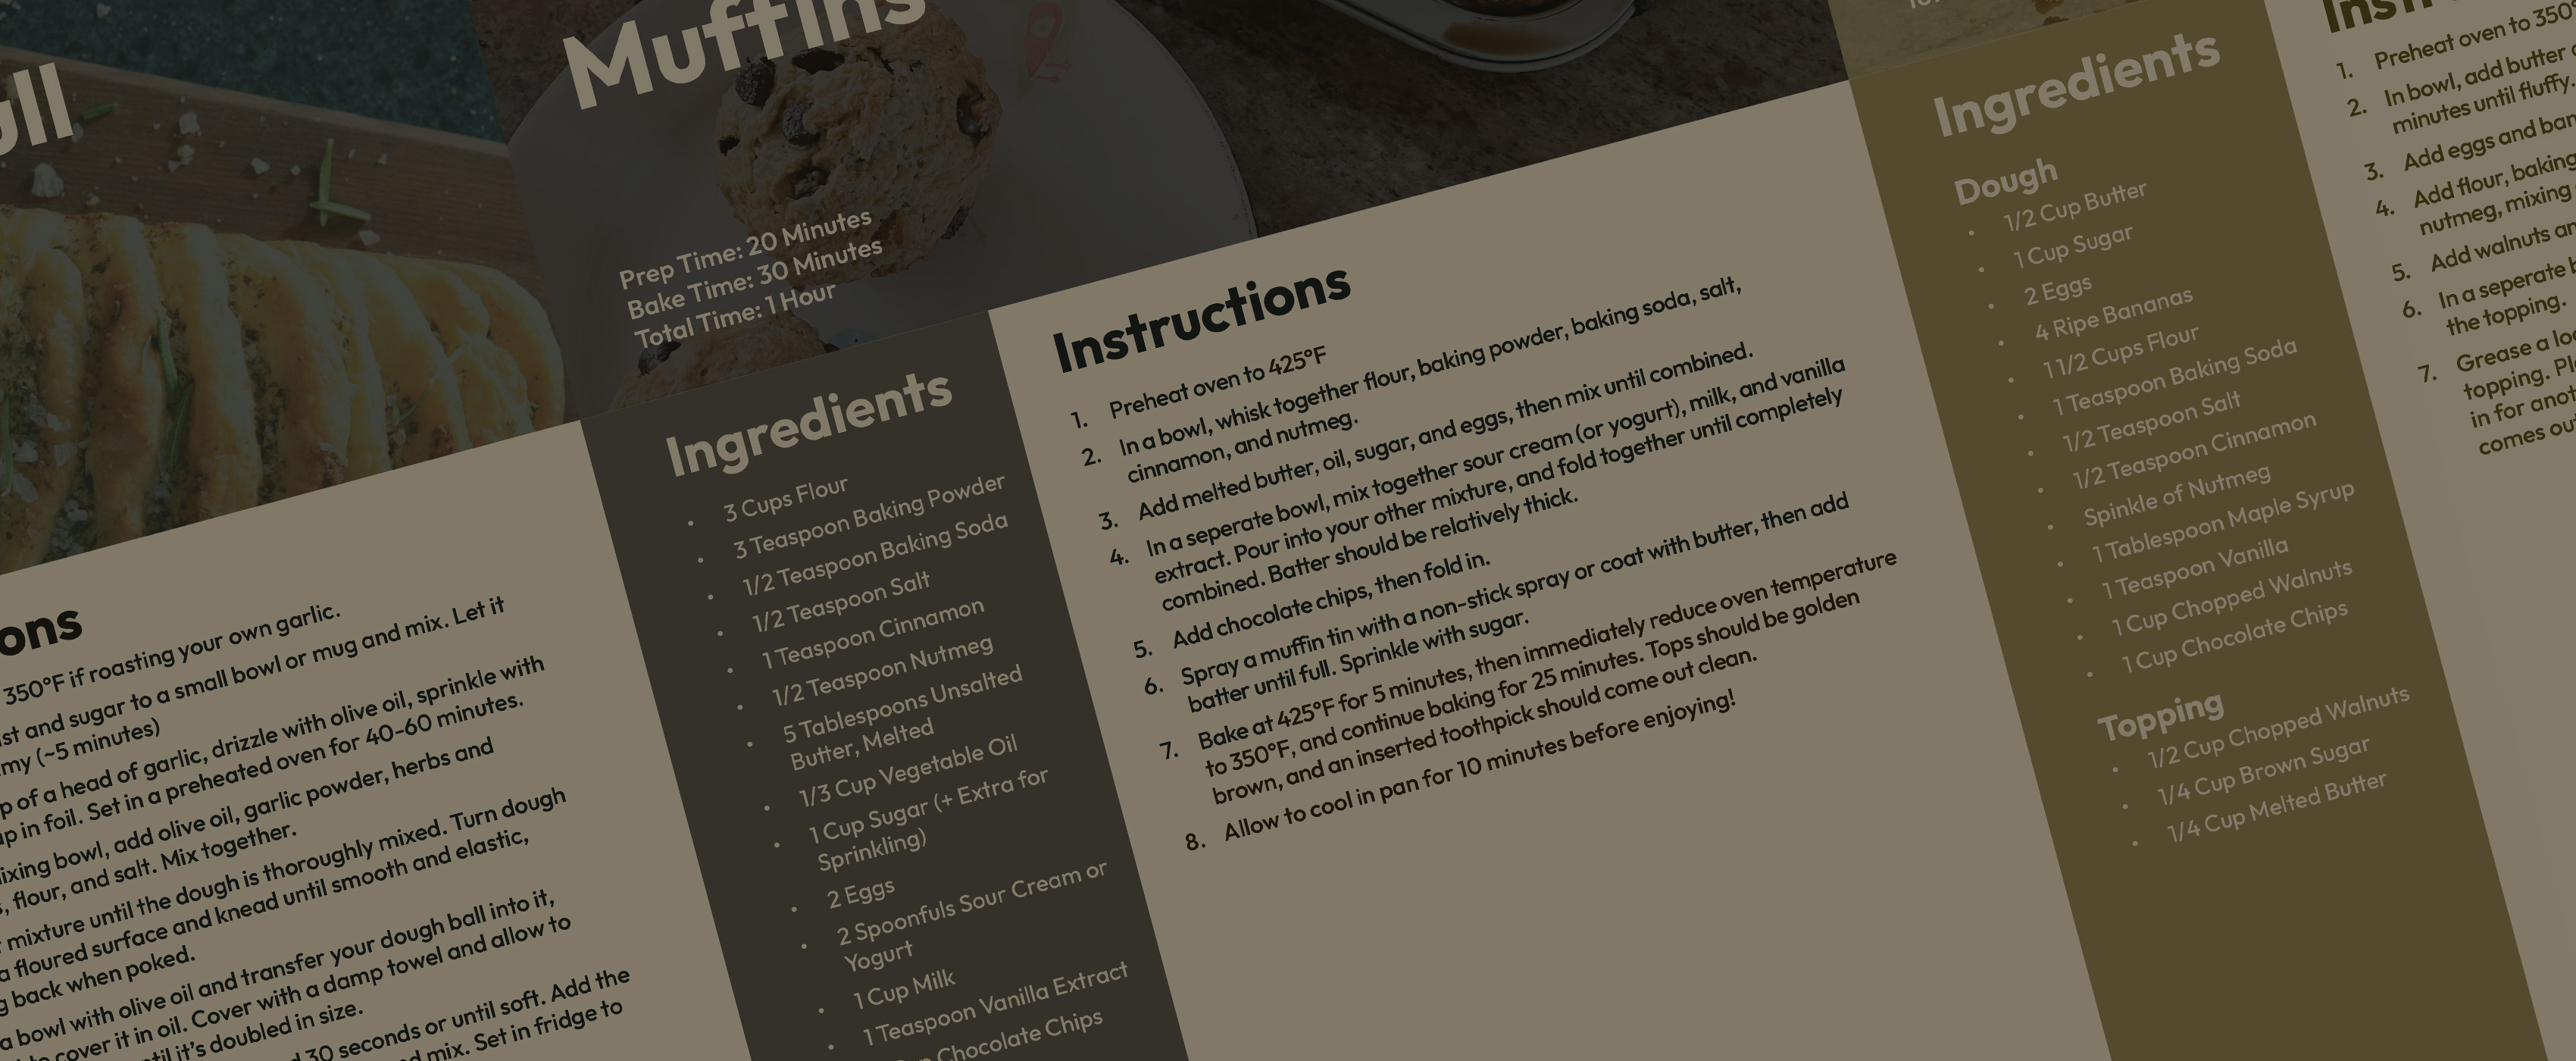 ull
ons
350°F if roasting your own garlic.
st and sugar to a small bowl or mug and mix. Let it
my (~5 minutes)
p of a head of garlic, drizzle with olive oil, sprinkle with
up in foil. Set in a preheated oven for 40-60 minutes.
ixing bowl, add olive oil, garlic powder, herbs and
, flour, and salt. Mix together.
mixture until the dough is thoroughly mixed. Turn dough
a floured surface and knead until smooth and elastic,
g back when poked.
a bowl with olive oil and transfer your dough ball into it,
to cover it in oil. Cover with a damp towel and allow to
til it's doubled in size.
30 seconds or until soft. Add the
nd mix. Set in fridge to
Muffins
Prep Time: 20 Minutes
Bake Time: 30 Minutes
Total Time: 1 Hour
Ingredients
• 3 Cups Flour
• 3 Teaspoon Baking Powder
• 1/2 Teaspoon Baking Soda
• 1/2 Teaspoon Salt
• 1 Teaspoon Cinnamon
• 1/2 Teaspoon Nutmeg
• 5 Tablespoons Unsalted
Butter, Melted
• 1/3 Cup Vegetable Oil
• 1 Cup Sugar (+ Extra for
Sprinkling)
• 2 Eggs
• 2 Spoonfuls Sour Cream or
Yogurt
• 1 Cup Milk
• 1 Teaspoon Vanilla Extract
Chocolate Chips
Instructions
1. Preheat oven to 425°F
2. In a bowl, whisk together flour, baking powder, baking soda, salt,
cinnamon, and nutmeg.
3. Add melted butter, oil, sugar, and eggs, then mix until combined.
4. In a seperate bowl, mix together sour cream (or yogurt), milk, and vanilla
extract. Pour into your other mixture, and fold together until completely
combined. Batter should be relatively thick.
5. Add chocolate chips, then fold in.
6. Spray a muffin tin with a non-stick spray or coat with butter, then add
batter until full. Sprinkle with sugar.
7. Bake at 425°F for 5 minutes, then immediately reduce oven temperature
to 350°F, and continue baking for 25 minutes. Tops should be golden
brown, and an inserted toothpick should come out clean.
8. Allow to cool in pan for 10 minutes before enjoying!
Ingredients
Dough
• 1/2 Cup Butter
• 1 Cup Sugar
• 2 Eggs
• 4 Ripe Bananas
• 1 1/2 Cups Flour
• 1 Teaspoon Baking Soda
• 1/2 Teaspoon Salt
• 1/2 Teaspoon Cinnamon
• Spinkle of Nutmeg
• 1 Tablespoon Maple Syrup
• 1 Teaspoon Vanilla
• 1 Cup Chopped Walnuts
• 1 Cup Chocolate Chips
Topping
• 1/2 Cup Chopped Walnuts
• 1/4 Cup Brown Sugar
• 1/4 Cup Melted Butter
Instr
1. Preheat oven to 350°
2. In bowl, add butter
minutes until fluffy.
3. Add eggs and ban
4. Add flour, baking
nutmeg, mixing
5. Add walnuts an
6. In a seperate b
the topping.
7. Grease a loa
topping. Pl
in for anot
comes ou